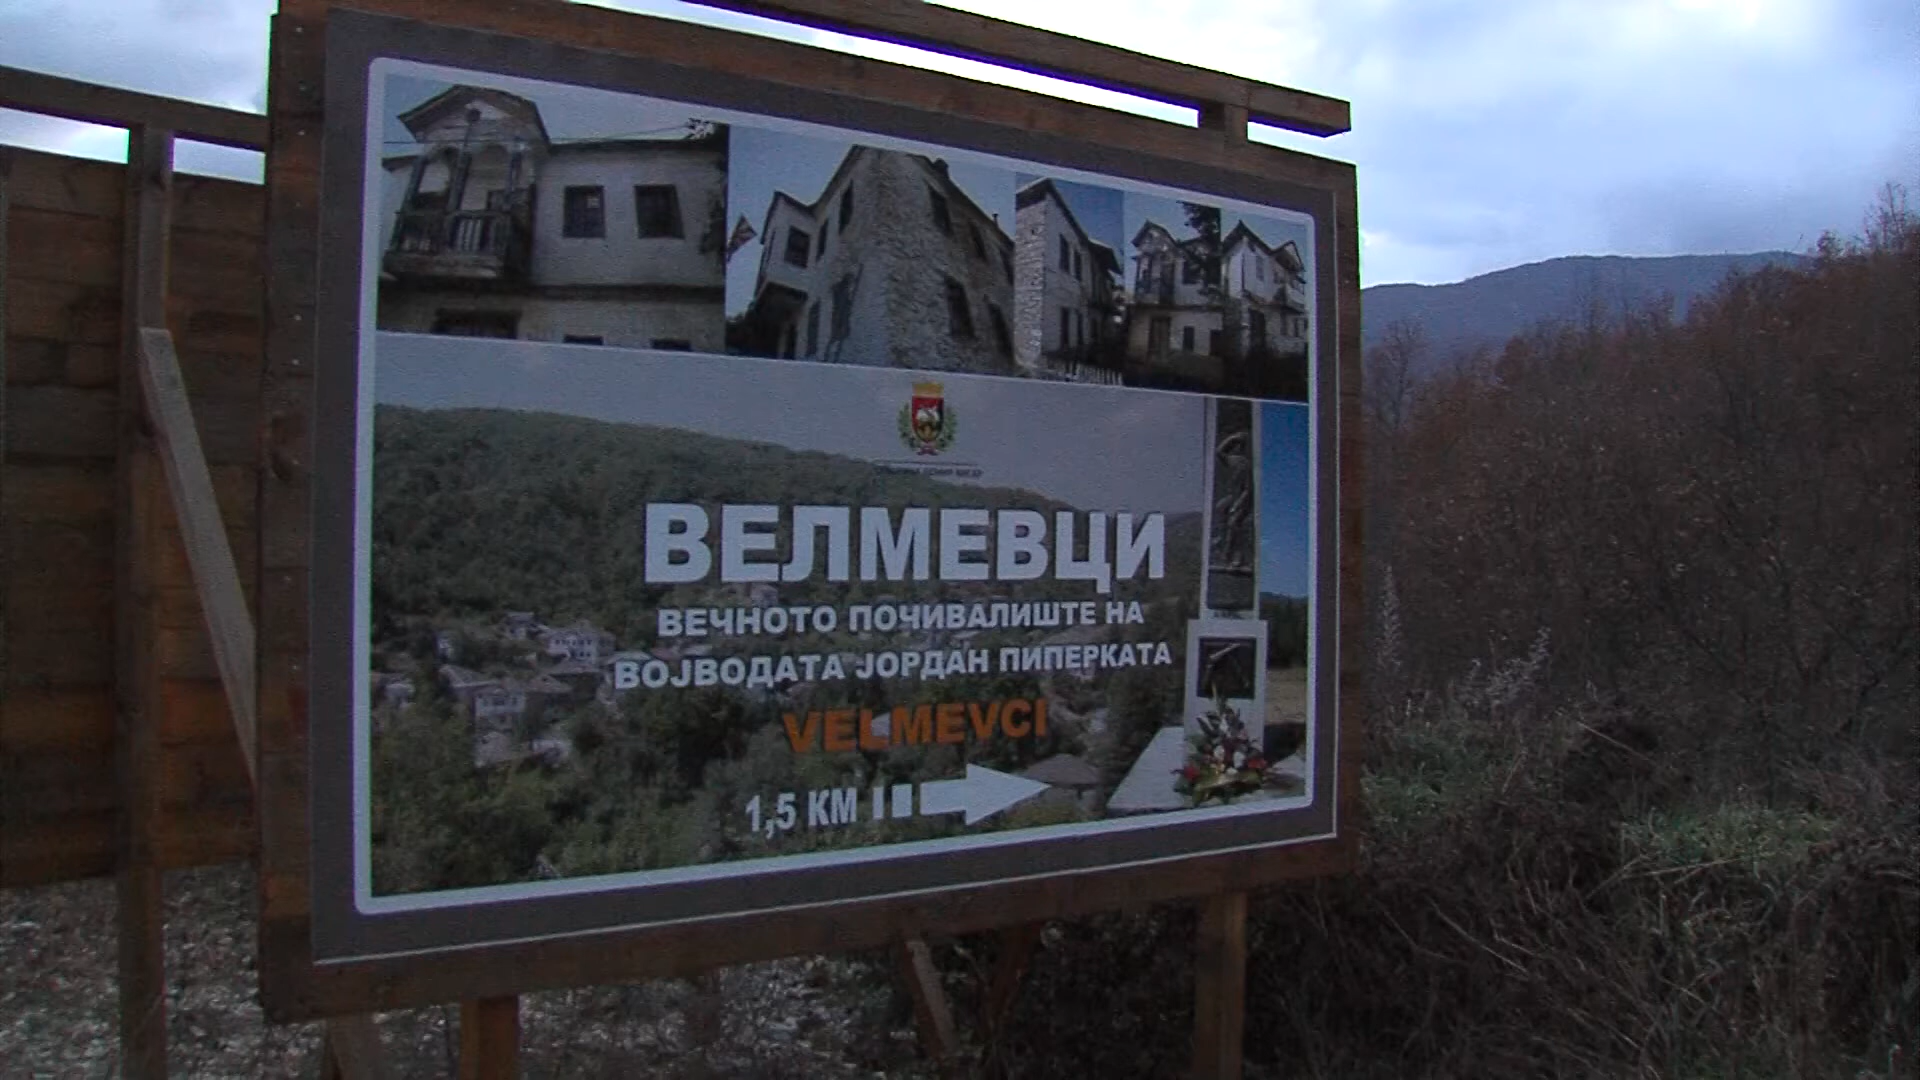 ВЕЛМЕВЦИ
ВЕЧНОТО ПОЧИВАЛИШТЕ НА
ВОЈВОДАТА ЈОРДАН ПИПЕРКАТА
VELMEVCI
1,5 КМ